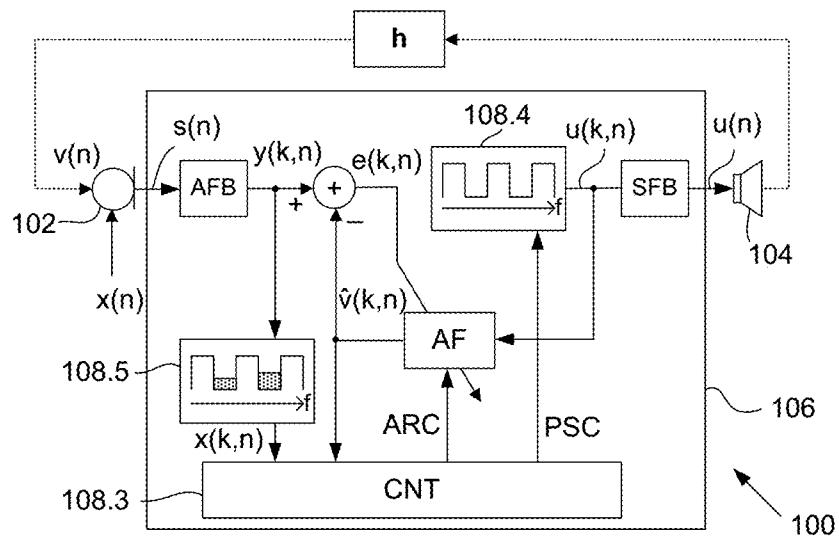 h
108.4
s(n)
y(k,n)
e(k,n)
u(k,n)
u(n)
v(n)
AFB
+
+
−
f
SFB
102
104
x(n)
v̂(k,n)
AF
108.5
f
106
x(k,n)
ARC
PSC
108.3
CNT
100